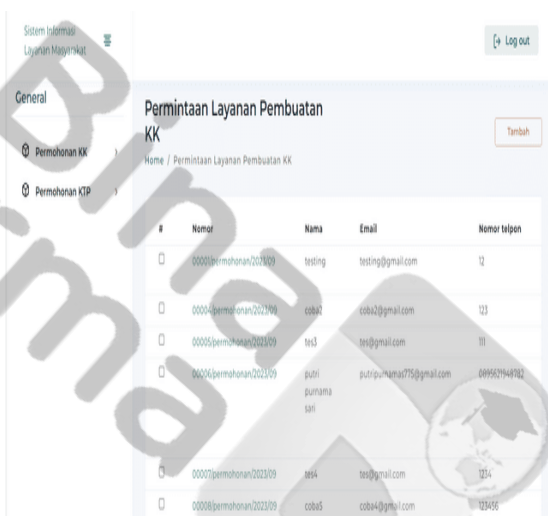 Sistem Informasi
Layanan Masyarakat
Log out
General
Permintaan Layanan Pembuatan
KK
Tambah
Home / Permintaan Layanan Pembuatan KK
Permohonan KK
Permohonan KTP
# Nomor Nama Email Nomor telpon
00001/permohonan/2023/09 testing testing@gmail.com 12
00004/permohonan/2023/09 coba2 coba2@gmail.com 123
00005/permohonan/2023/09 tes3 tes@gmail.com 111
00006/permohonan/2023/09 putri putripurnamas775@gmail.com 0895621948782
purnama
sari
00007/permohonan/2023/09 tes4 tes@gmail.com 1234
00008/permohonan/2023/09 coba5 coba4@gmail.com 123456
Bina